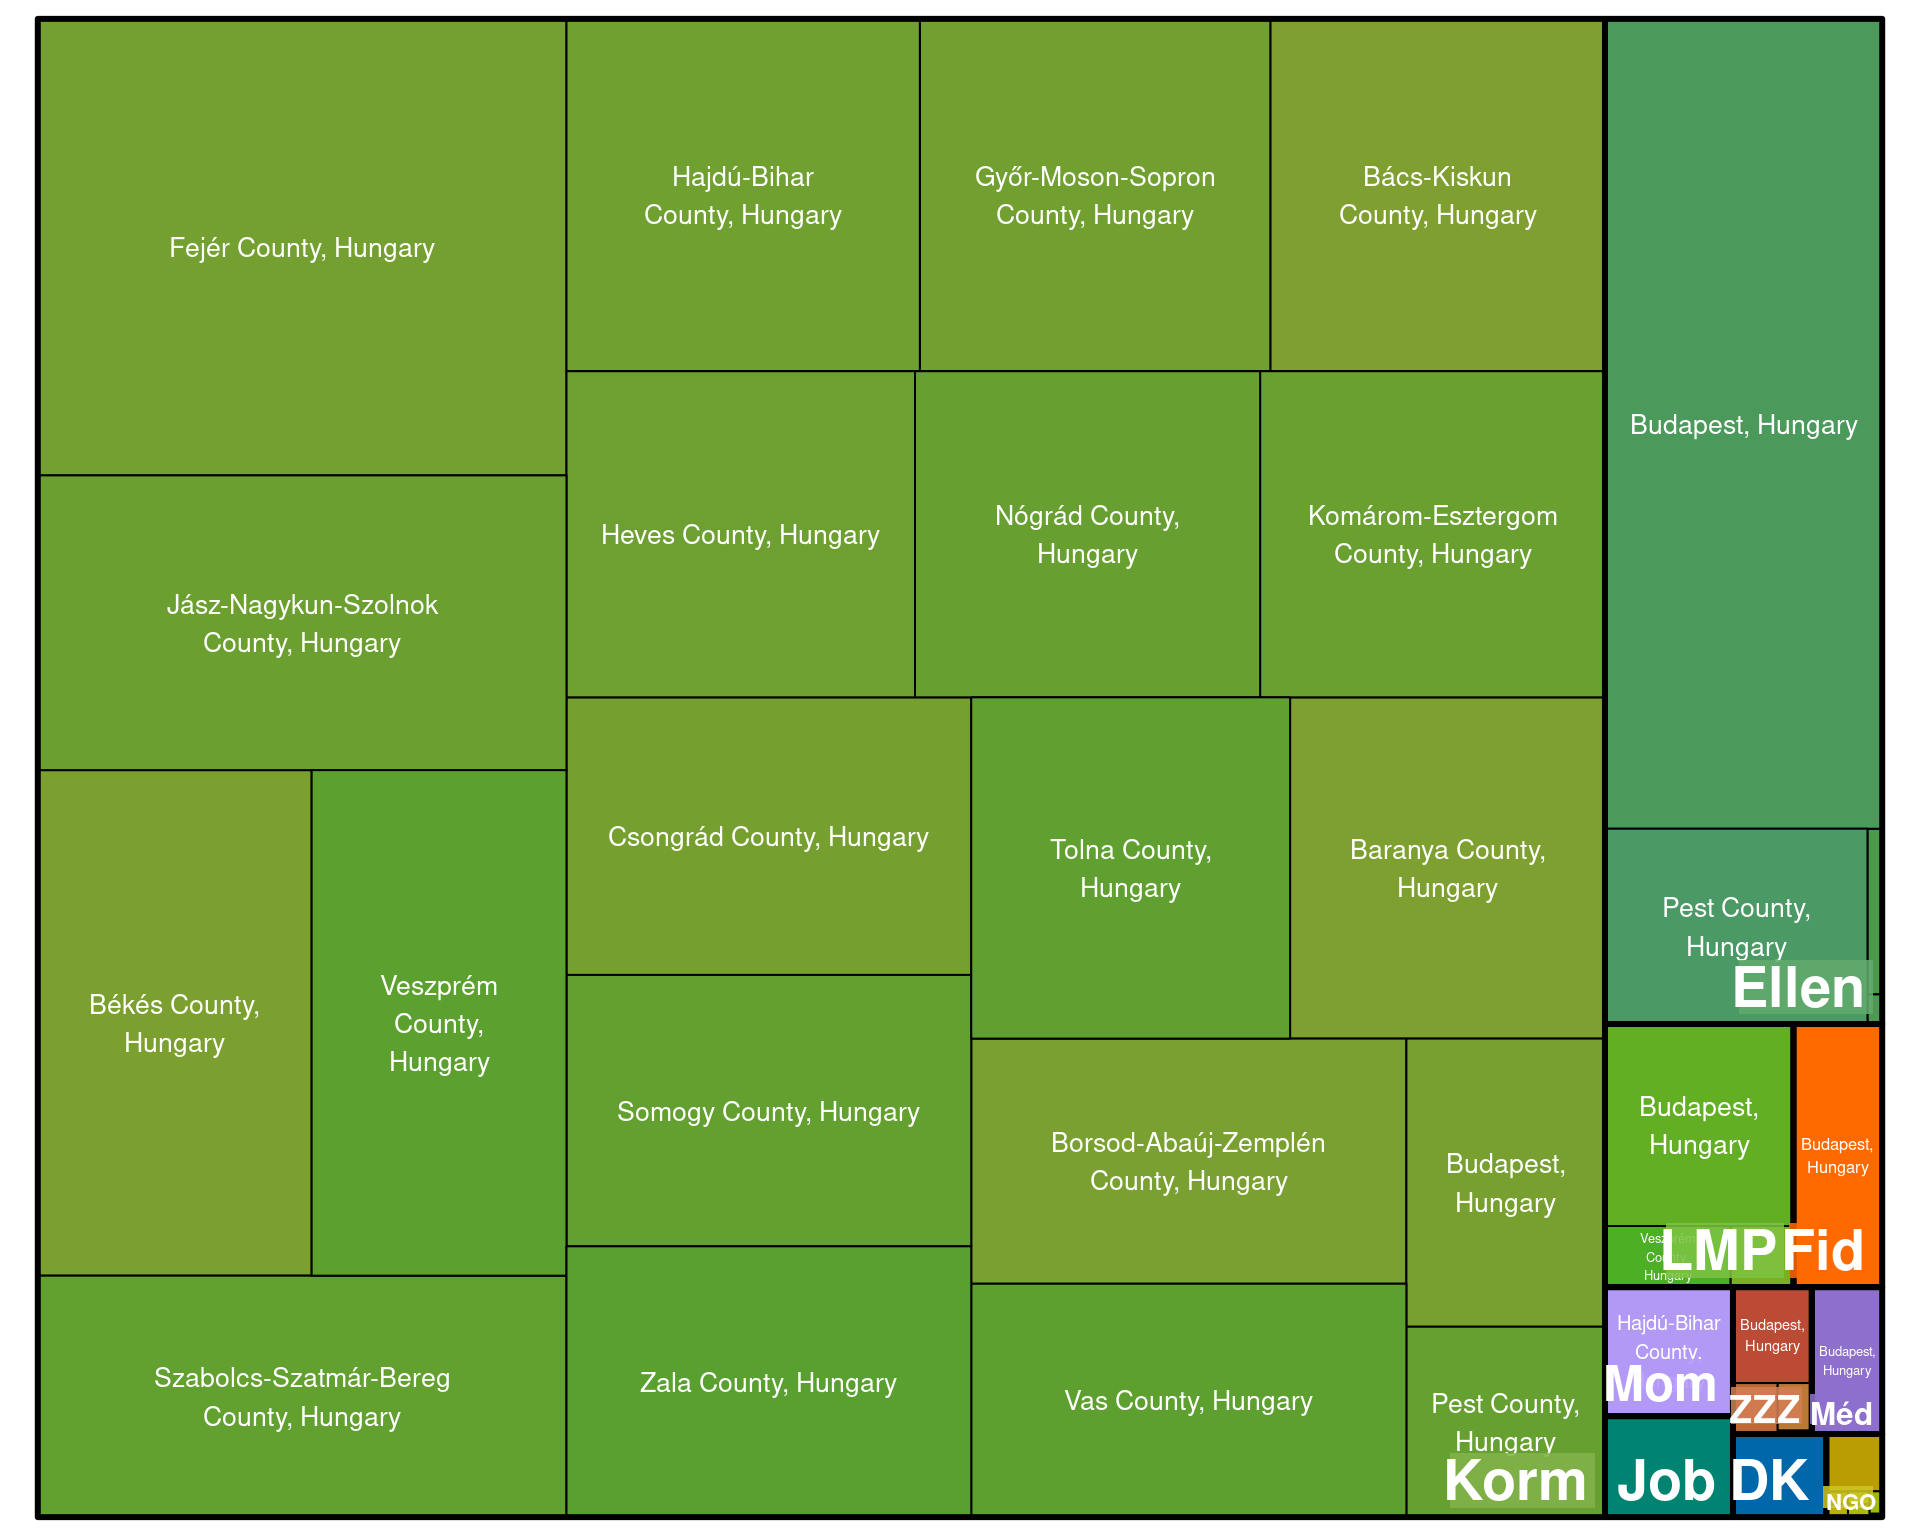 Fejér County, Hungary
Hajdú-Bihar
County, Hungary
Győr-Moson-Sopron
County, Hungary
Bács-Kiskun
County, Hungary
Budapest, Hungary
Jász-Nagykun-Szolnok
County, Hungary
Heves County, Hungary
Nógrád County,
Hungary
Komárom-Esztergom
County, Hungary
Békés County,
Hungary
Veszprém
County,
Hungary
Csongrád County, Hungary
Tolna County,
Hungary
Baranya County,
Hungary
Pest County,
Hungary
Ellen
Somogy County, Hungary
Borsod-Abaúj-Zemplén
County, Hungary
Budapest,
Hungary
Budapest,
Hungary
Budapest,
Hungary
Veszprém
County,
Hungary
LMP
Fid
Szabolcs-Szatmár-Bereg
County, Hungary
Zala County, Hungary
Vas County, Hungary
Pest County,
Hungary
Korm
Hajdú-Bihar
County,
Mom
Budapest,
Hungary
ZZZ
Budapest,
Hungary
Méd
Job
DK
NGO